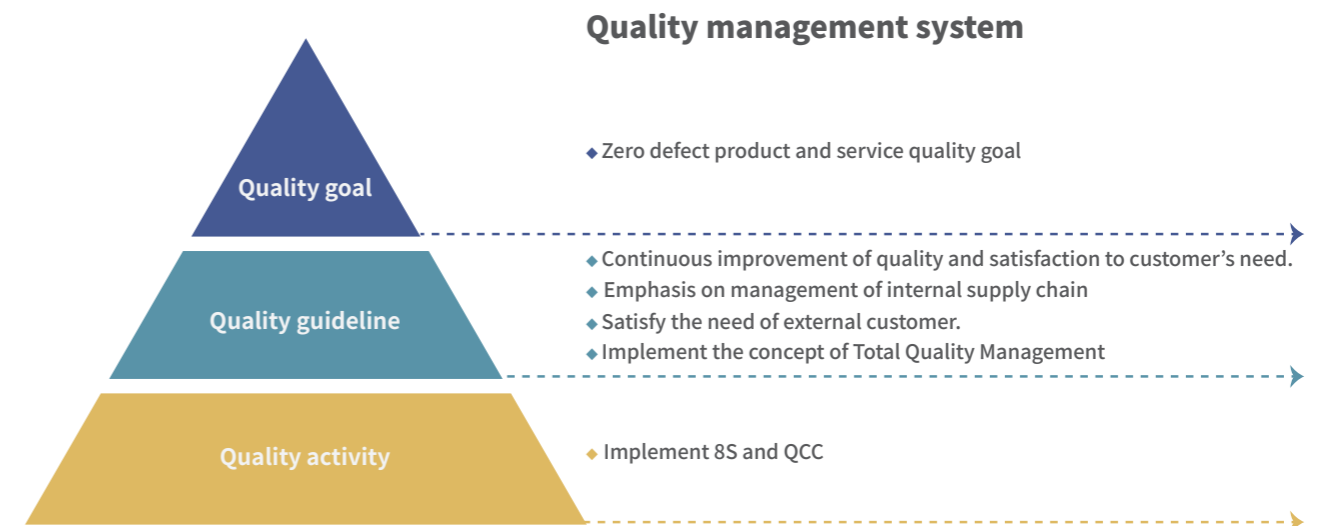 Quality management system
Quality goal
◆ Zero defect product and service quality goal
Quality guideline
◆ Continuous improvement of quality and satisfaction to customer’s need.
◆ Emphasis on management of internal supply chain
◆ Satisfy the need of external customer.
◆ Implement the concept of Total Quality Management
Quality activity
◆ Implement 8S and QCC